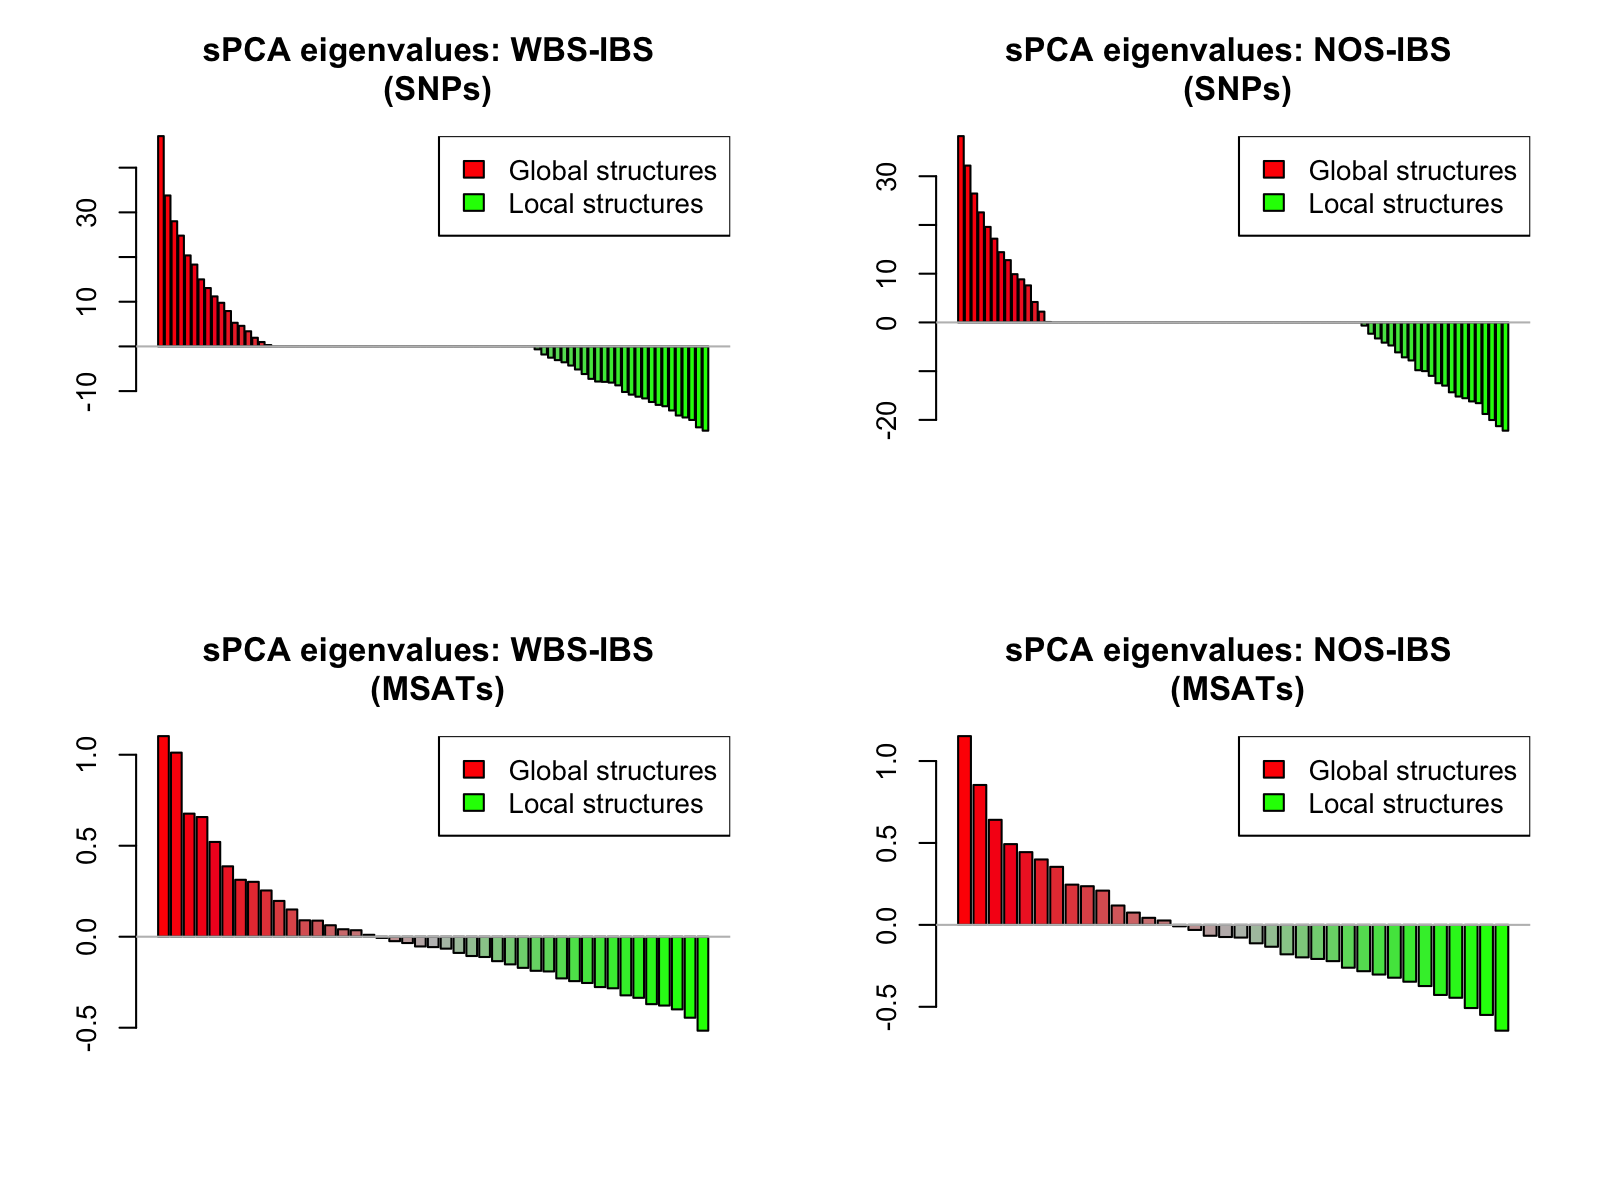 sPCA eigenvalues: WBS-IBS
(SNPs)
30
10
-10
Global structures
Local structures
sPCA eigenvalues: NOS-IBS
(SNPs)
30
10
0
-20
Global structures
Local structures
sPCA eigenvalues: WBS-IBS
(MSATs)
1.0
0.5
0.0
-0.5
Global structures
Local structures
sPCA eigenvalues: NOS-IBS
(MSATs)
1.0
0.5
0.0
-0.5
Global structures
Local structures